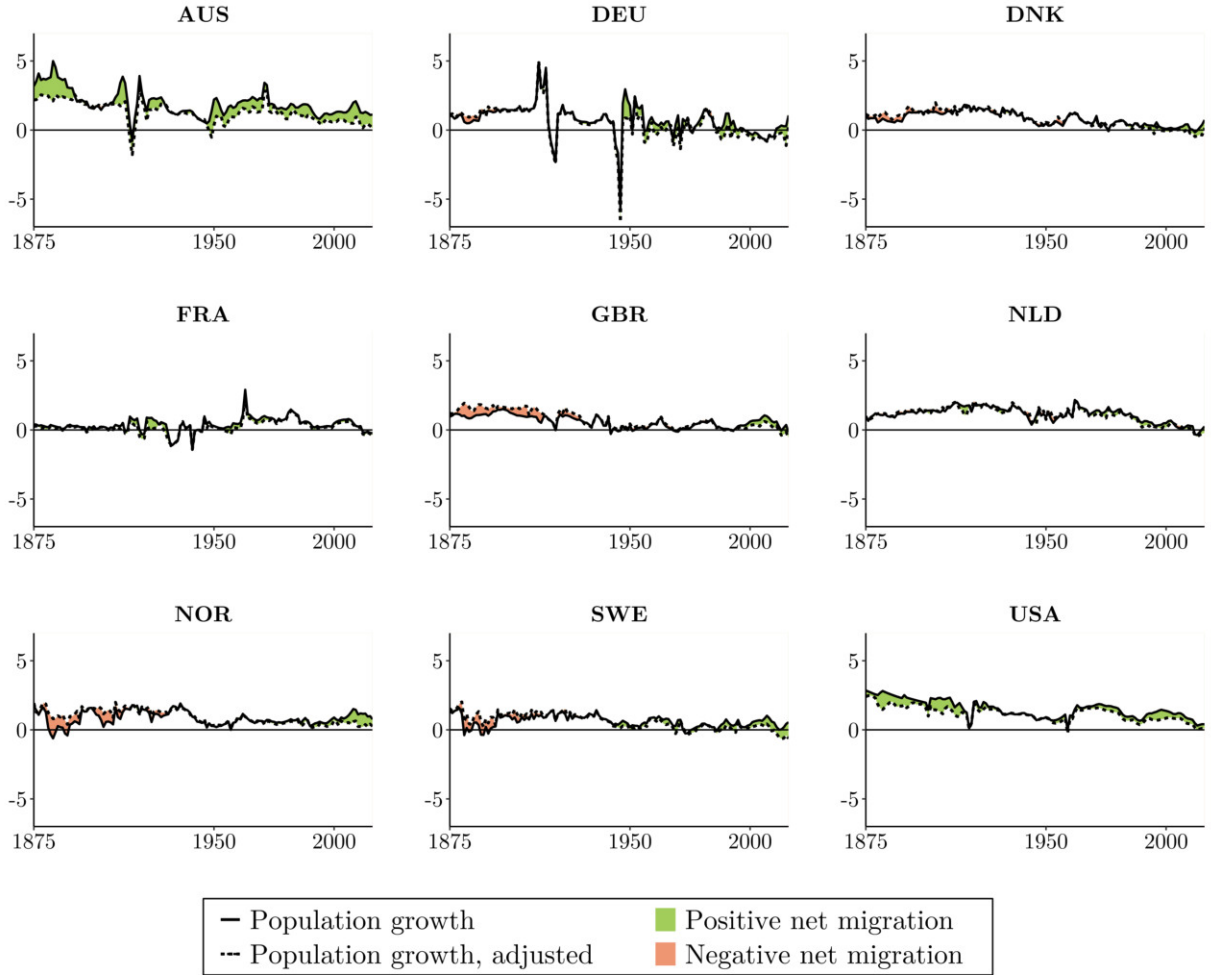 AUS DEU DNK
5 5 5
0 0 0
-5 -5 -5
1875 1950 2000 1875 1950 2000 1875 1950 2000
FRA GBR NLD
5 5 5
0 0 0
-5 -5 -5
1875 1950 2000 1875 1950 2000 1875 1950 2000
NOR SWE USA
5 5 5
0 0 0
-5 -5 -5
1875 1950 2000 1875 1950 2000 1875 1950 2000
Population growth Positive net migration
Population growth, adjusted Negative net migration